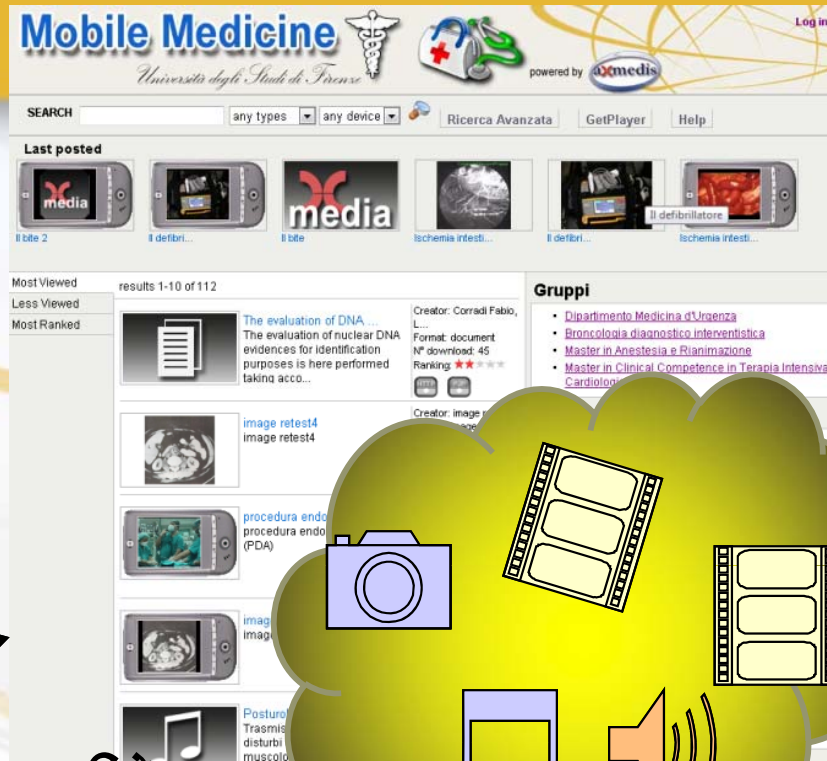 Mobile Medicine
Log in
Università degli Studi di Firenze
powered by axmedis
SEARCH any types any device Ricerca Avanzata GetPlayer Help
Last posted
media
media
Il defibrillatore
Il bite 2 Il defibri... Il bite Ischemia intesti... Il defibri... Ischemia intesti...
Most Viewed
Less Viewed
Most Ranked
results 1-10 of 112
The evaluation of DNA ...
The evaluation of nuclear DNA
evidences for identification
purposes is here performed
taking acco...
Creator: Corradi Fabio,
L...
Format: document
N° download: 45
Ranking:
HTTP
Gruppi
• Dipartimento Medicina d'Urgenza
• Broncologia diagnostico interventistica
• Master in Anestesia e Rianimazione
• Master in Clinical Competence in Terapia Intensiva
image retest4
image retest4
Creator: image
procedura endo
procedura endo
(PDA)
imag
imag
Posturo
Trasmis
disturbi
muscolo